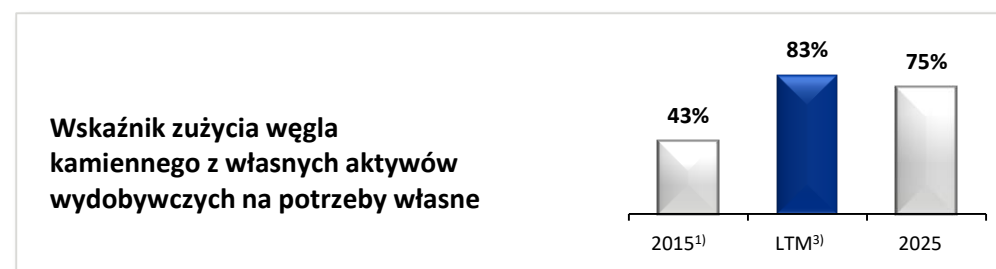 Wskaźnik zużycia węgla
kamiennego z własnych aktywów
wydobywczych na potrzeby własne
43%
83%
75%
2015¹⁾
LTM³⁾
2025